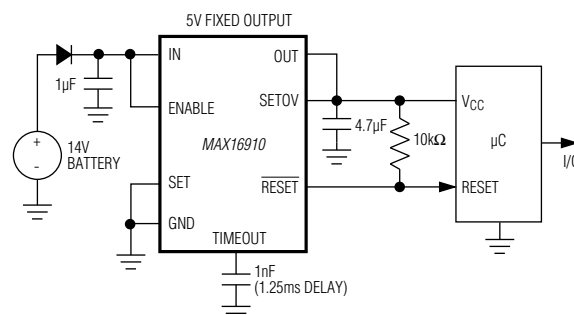 5V FIXED OUTPUT
IN
OUT
1µF
ENABLE
SETOV
VCC
4.7µF
10kΩ
µC
MAX16910
+
-
14V
BATTERY
I/O
SET
RESET
RESET
GND
TIMEOUT
1nF
(1.25ms DELAY)